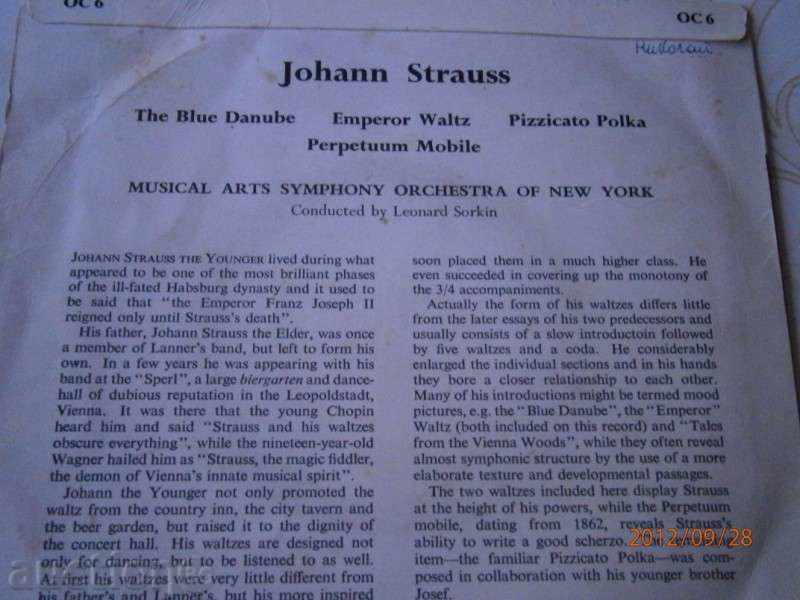 OC 6
OC 6
Johann Strauss
The Blue Danube Emperor Waltz Pizzicato Polka
Perpetuum Mobile
MUSICAL ARTS SYMPHONY ORCHESTRA OF NEW YORK
Conducted by Leonard Sorkin
JOHANN STRAUSS THE YOUNGER lived during what
appeared to be one of the most brilliant phases
of the ill-fated Habsburg dynasty and it used to
be said that "the Emperor Franz Joseph II
reigned only until Strauss's death".
His father, Johann Strauss the Elder, was once
a member of Lanner's band, but left to form his
own. In a few years he was appearing with his
band at the "Sperl", a large biergarten and dance-
hall of dubious reputation in the Leopoldstadt,
Vienna. It was there that the young Chopin
heard him and said "Strauss and his waltzes
obscure everything", while the nineteen-year-old
Wagner hailed him as "Strauss, the magic fiddler,
the demon of Vienna's innate musical spirit".
Johann the Younger not only promoted the
waltz from the country inn, the city tavern and
the beer garden, but raised it to the dignity of
the concert hall. His waltzes are designed not
only for dancing, but to be listened to as well.
At first his waltzes were very little different from
his father's and Lanner's, but his more inspired
soon placed them in a much higher class. He
even succeeded in covering up the monotony of
the 3/4 accompaniments.
Actually the form of his waltzes differs little
from the later essays of his two predecessors and
usually consists of a slow introductoin followed
by five waltzes and a coda. He considerably
enlarged the individual sections and in his hands
they bore a closer relationship to each other.
Many of his introductions might be termed mood
pictures, e.g. the "Blue Danube", the "Emperor"
Waltz (both included on this record) and "Tales
from the Vienna Woods", while they often reveal
almost symphonic structure by the use of a more
elaborate texture and developmental passages.
The two waltzes included here display Strauss
at the height of his powers, while the Perpetuum
mobile, dating from 1862, reveals Strauss's
ability to write a good scherzo.
item—the familiar Pizzicato Polka—was com-
posed in collaboration with his younger brother
Josef.
2012/09/28